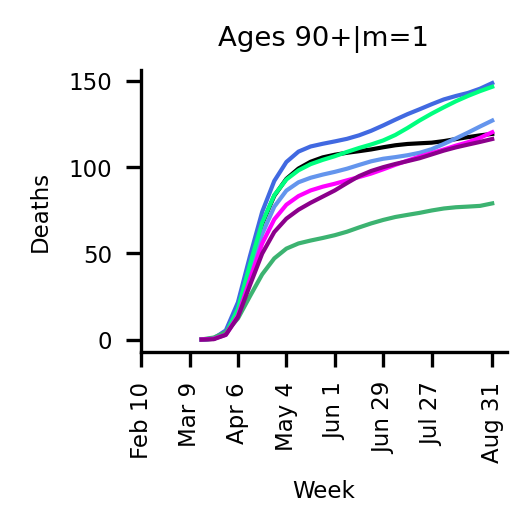 Ages 90+|m=1
Deaths
150
100
50
0
Feb 10
Mar 9
Apr 6
May 4
Jun 1
Jun 29
Jul 27
Aug 31
Week